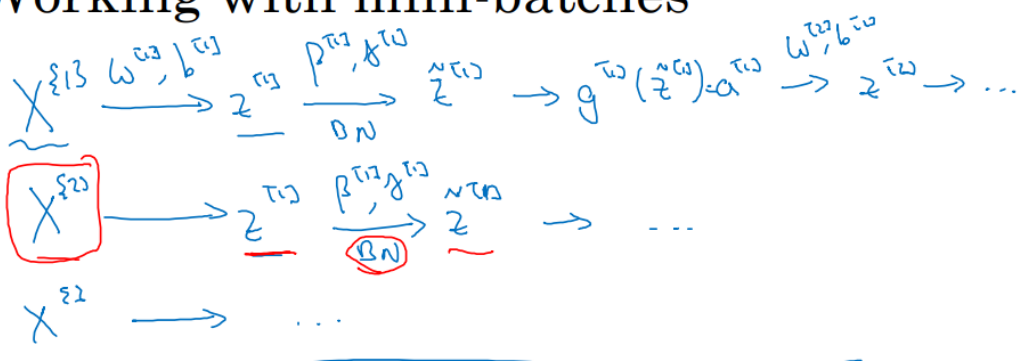 Working with mini-batches
X^{1} W^[1], b^[1] → z^[1] β^[1], γ^[1] → BN z̃^[1] → g^[1](z̃^[1]) = a^[1] W^[2], b^[2] → z^[2] → ...
X^{2} → z^[1] β^[1], γ^[1] → BN z̃^[1] → ...
X^{ → ...